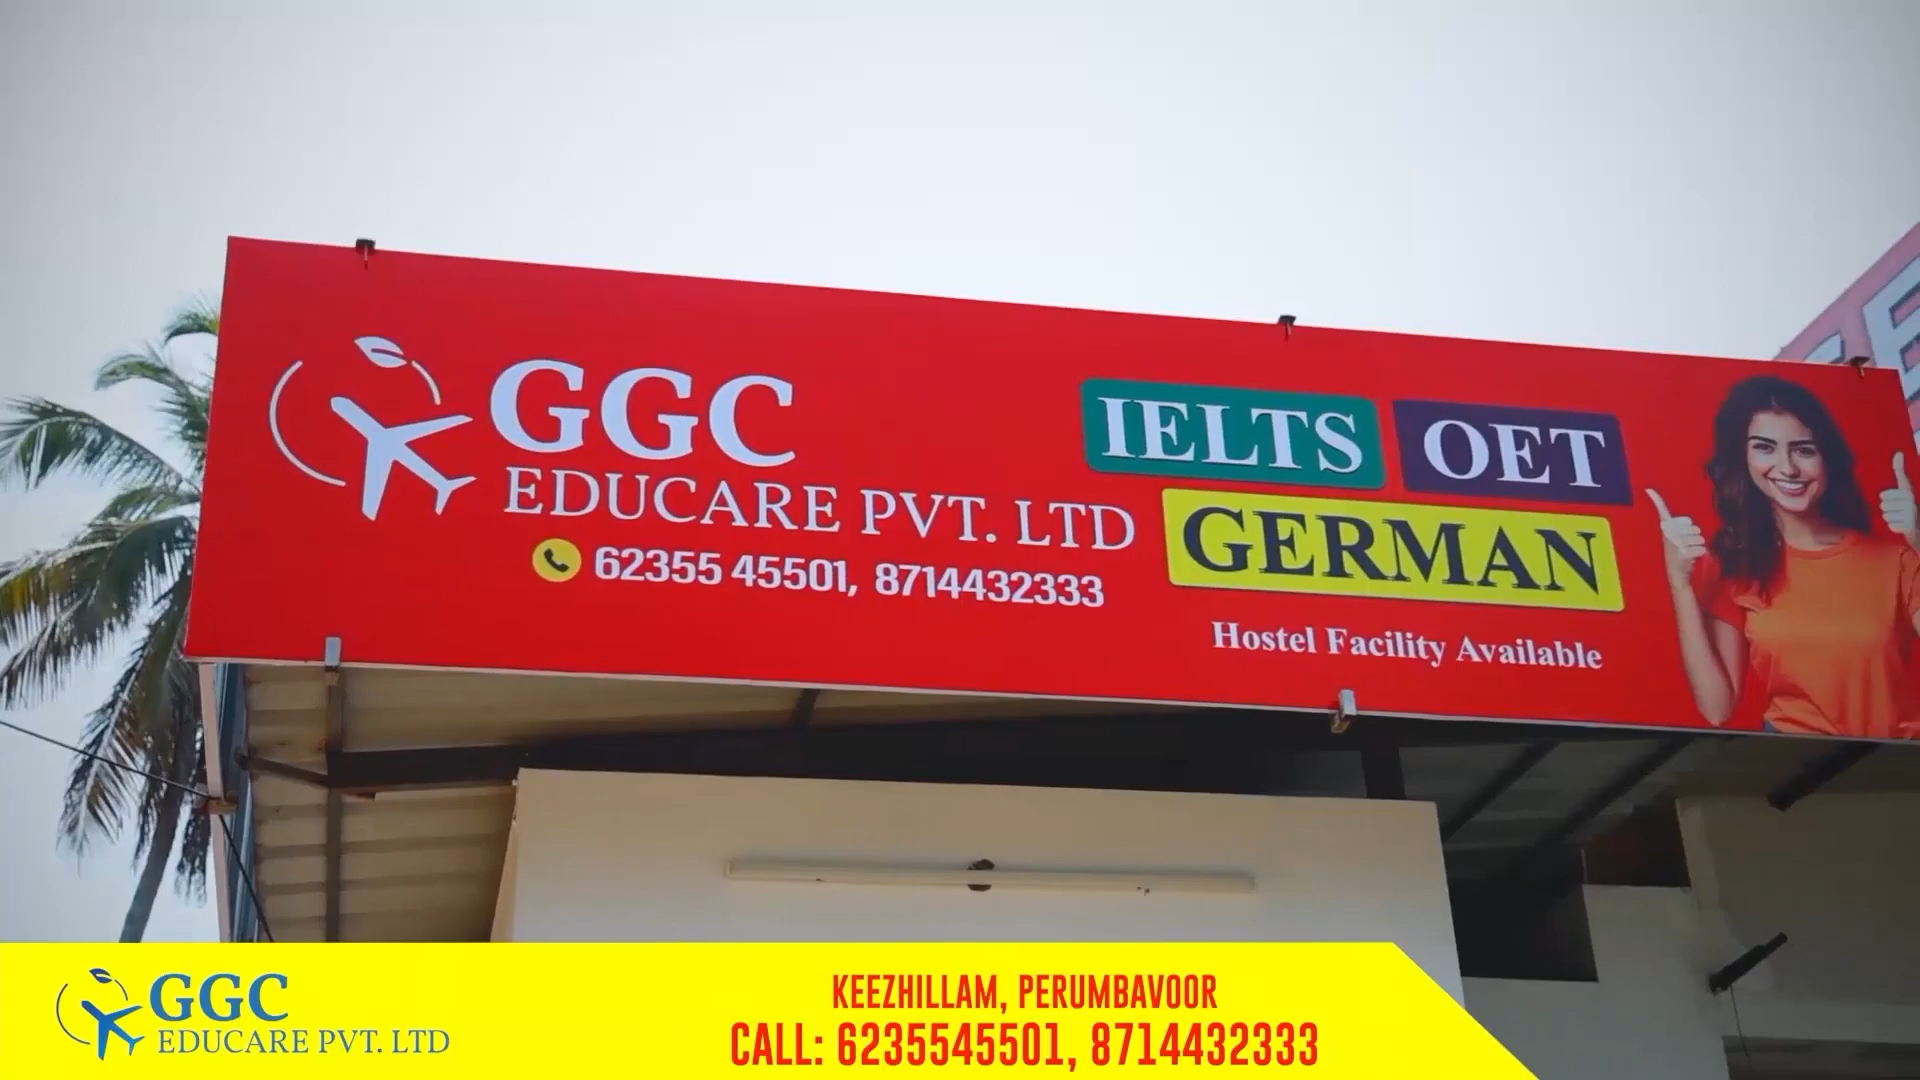 GGC
EDUCARE PVT. LTD
62355 45501, 8714432333
IELTS OET
GERMAN
Hostel Facility Available
GGC
EDUCARE PVT. LTD
KEEZHILLAM, PERUMBAVOOR
CALL: 6235545501, 8714432333